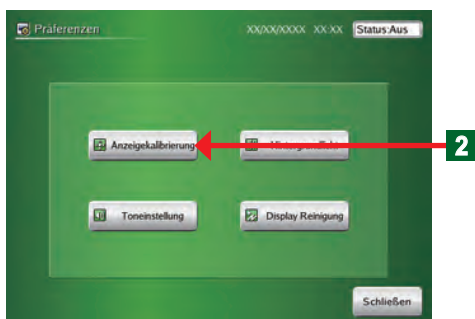 Präferenzen
XX/XX/XXXX XX:XX
Status:Aus
Anzeigekalibrierung
2
Toneinstellung
Display Reinigung
Schließen